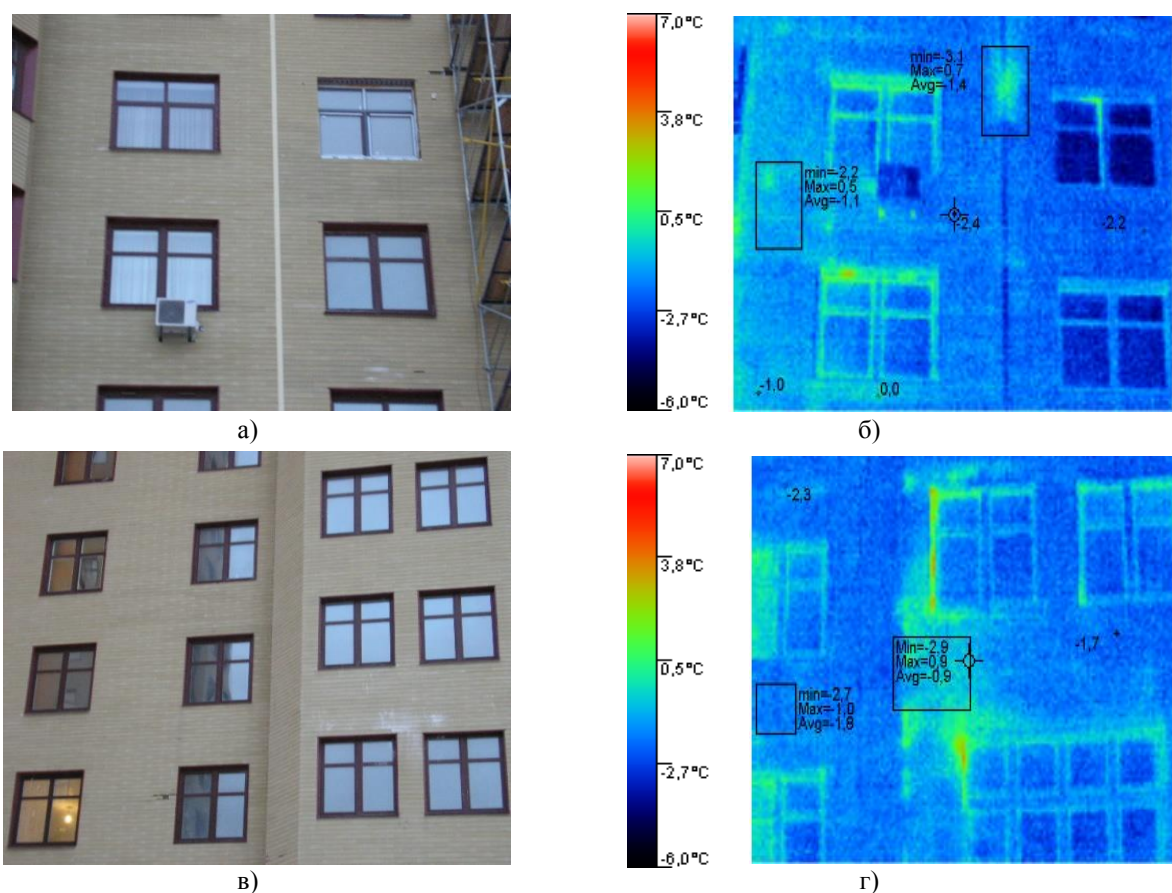 7,0°C
3,8°C
0,5°C
-2,7°C
-6,0°C
min=-3,1
Max=0,7
Avg=-1,4
min=-2,2
Max=0,5
Avg=-1,1
-2,4
-2,2
-1,0
0,0
а)
б)
7,0°C
3,8°C
0,5°C
-2,7°C
-6,0°C
-2,3
Min=-2,9
Max=0,9
Avg=-0,9
-1,7
min=-2,7
Max=-1,0
Avg=-1,8
в)
г)